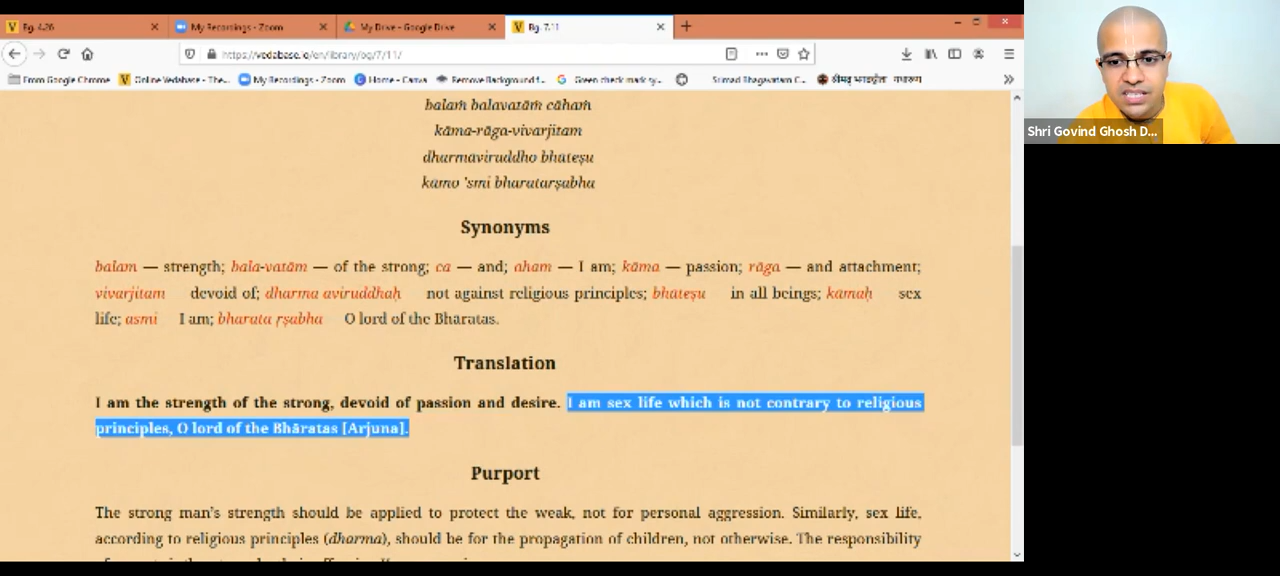 Bg. 4.26
My Recordings - Zoom
My Drive - Google Drive
Bg. 7.11
https://vedabase.io/en/library/bg/7/11/
From Google Chrome
Online Vedabase - The...
My Recordings - Zoom
Home - Canva
Remove Background f...
Green check mark sy...
Srimad Bhagavatam C...
balaṁ balavatāṁ cāhaṁ
kāma-rāga-vivarjitam
dharmāviruddho bhūteṣu
kāmo 'smi bharatarṣabha
Synonyms
balam — strength; bala-vatām — of the strong; ca — and; aham — I am; kāma — passion; rāga — and attachment;
vivarjitam devoid of; dharma aviruddhaḥ not against religious principles; bhūteṣu in all beings; kāmaḥ sex
life; asmi I am; bharata ṛṣabha O lord of the Bhāratas.
Translation
I am the strength of the strong, devoid of passion and desire. I am sex life which is not contrary to religious
principles, O lord of the Bhāratas [Arjuna].
Purport
The strong man's strength should be applied to protect the weak, not for personal aggression. Similarly, sex life,
according to religious principles (dharma), should be for the propagation of children, not otherwise. The responsibility
Shri Govind Ghosh D...